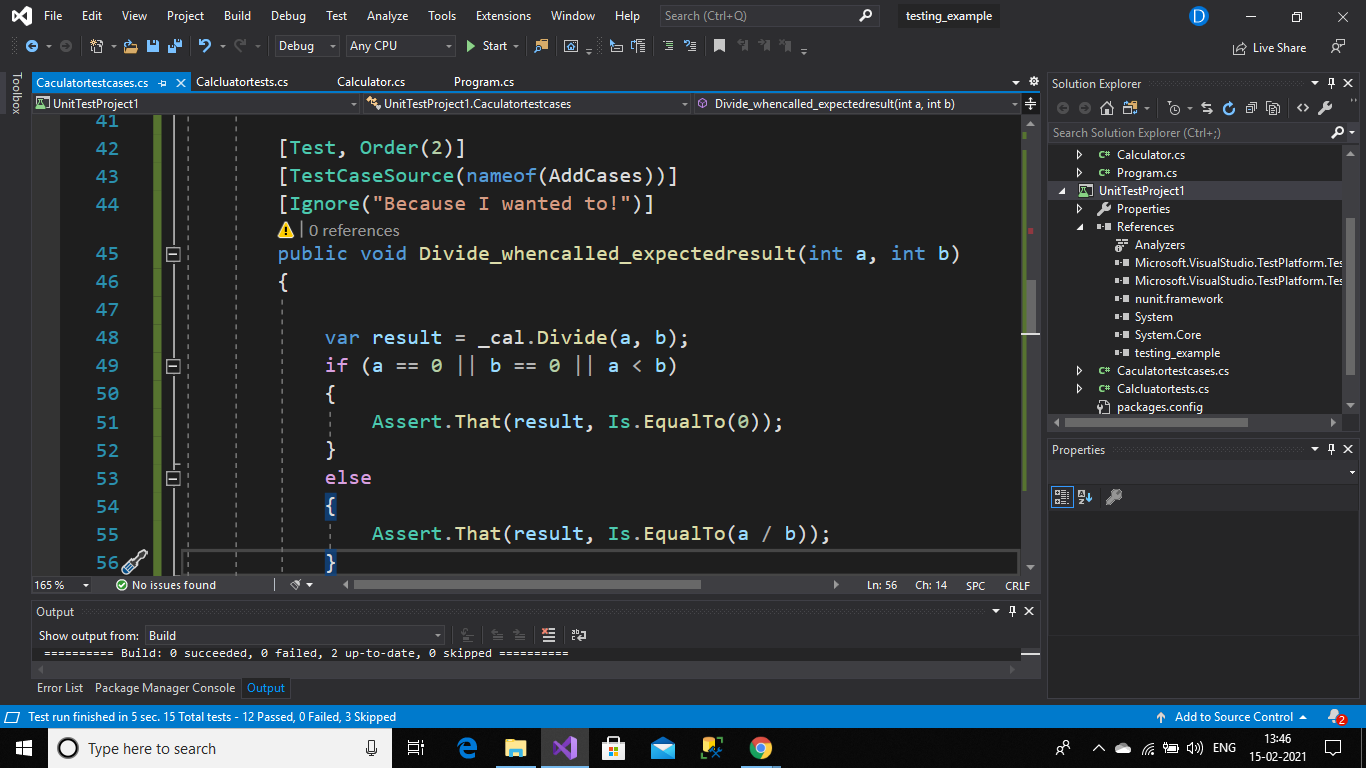 File Edit View Project Build Debug Test Analyze Tools Extensions Window Help Search (Ctrl+Q) testing_example D
Debug Any CPU Start Live Share
Toolbox
Caculatortestcases.cs Calcluatortests.cs Calculator.cs Program.cs
UnitTestProject1 UnitTestProject1.Caculatortestcases Divide_whencalled_expectedresult(int a, int b)
41
42 [Test, Order(2)]
43 [TestCaseSource(nameof(AddCases))]
44 [Ignore("Because I wanted to!")]
| 0 references
45 public void Divide_whencalled_expectedresult(int a, int b)
46 {
47
48 var result = _cal.Divide(a, b);
49 if (a == 0 || b == 0 || a < b)
50 {
51 Assert.That(result, Is.EqualTo(0));
52 }
53 else
54 {
55 Assert.That(result, Is.EqualTo(a / b));
56 }
165 % No issues found Ln: 56 Ch: 14 SPC CRLF
Output
Show output from: Build
========== Build: 0 succeeded, 0 failed, 2 up-to-date, 0 skipped ==========
Error List Package Manager Console Output
Solution Explorer
Search Solution Explorer (Ctrl+;)
C# Calculator.cs
C# Program.cs
UnitTestProject1
Properties
References
Analyzers
Microsoft.VisualStudio.TestPlatform.Te
Microsoft.VisualStudio.TestPlatform.Te
nunit.framework
System
System.Core
testing_example
C# Caculatortestcases.cs
C# Calcluatortests.cs
packages.config
Properties
Test run finished in 5 sec. 15 Total tests - 12 Passed, 0 Failed, 3 Skipped Add to Source Control 2
Type here to search ENG 13:46
15-02-2021